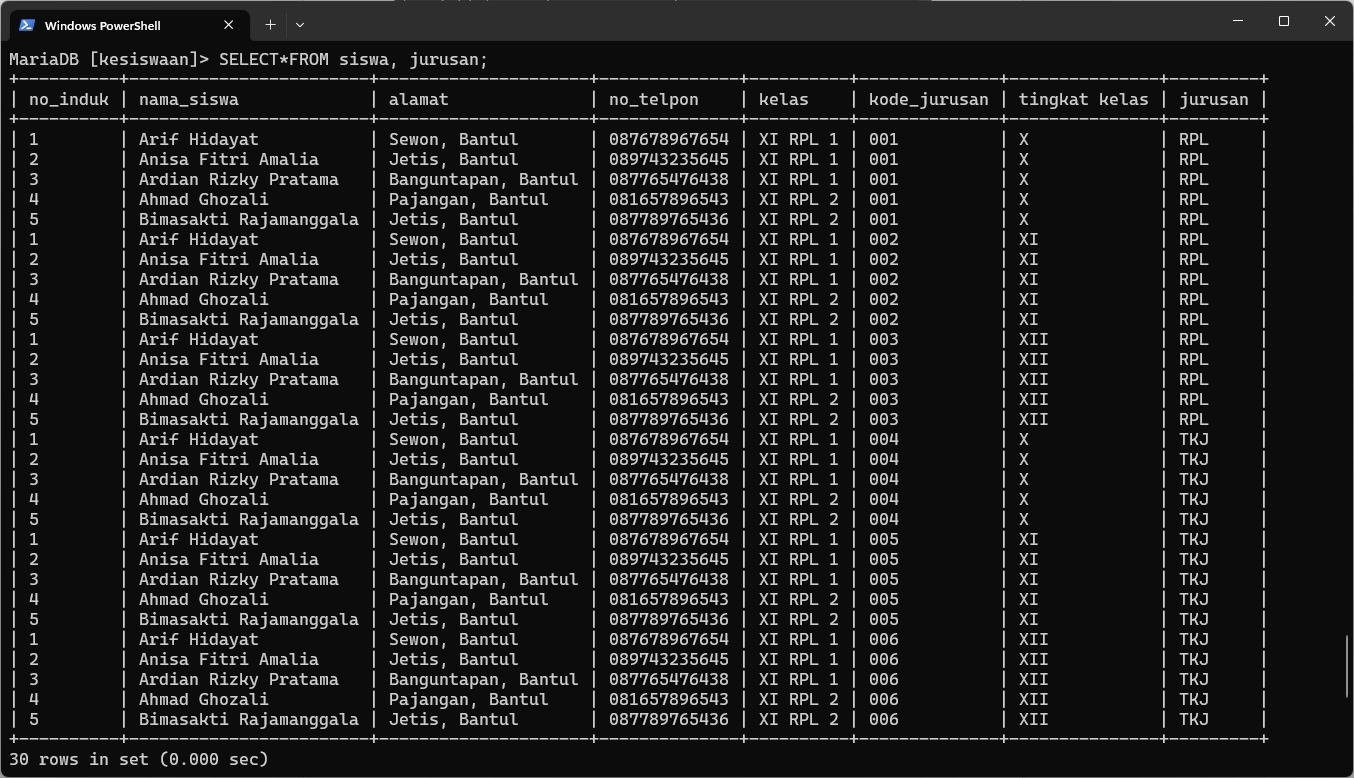 Windows PowerShell
MariaDB [kesiswaan]> SELECT*FROM siswa, jurusan;
+----------+-----------------------+---------------------+--------------+----------+--------------+---------------+---------+
| no_induk | nama_siswa | alamat | no_telpon | kelas | kode_jurusan | tingkat kelas | jurusan |
+----------+-----------------------+---------------------+--------------+----------+--------------+---------------+---------+
| 1 | Arif Hidayat | Sewon, Bantul | 087678967654 | XI RPL 1 | 001 | X | RPL |
| 2 | Anisa Fitri Amalia | Jetis, Bantul | 089743235645 | XI RPL 1 | 001 | X | RPL |
| 3 | Ardian Rizky Pratama | Banguntapan, Bantul | 087765476438 | XI RPL 1 | 001 | X | RPL |
| 4 | Ahmad Ghozali | Pajangan, Bantul | 081657896543 | XI RPL 2 | 001 | X | RPL |
| 5 | Bimasakti Rajamanggala | Jetis, Bantul | 087789765436 | XI RPL 2 | 001 | X | RPL |
| 1 | Arif Hidayat | Sewon, Bantul | 087678967654 | XI RPL 1 | 002 | XI | RPL |
| 2 | Anisa Fitri Amalia | Jetis, Bantul | 089743235645 | XI RPL 1 | 002 | XI | RPL |
| 3 | Ardian Rizky Pratama | Banguntapan, Bantul | 087765476438 | XI RPL 1 | 002 | XI | RPL |
| 4 | Ahmad Ghozali | Pajangan, Bantul | 081657896543 | XI RPL 2 | 002 | XI | RPL |
| 5 | Bimasakti Rajamanggala | Jetis, Bantul | 087789765436 | XI RPL 2 | 002 | XI | RPL |
| 1 | Arif Hidayat | Sewon, Bantul | 087678967654 | XI RPL 1 | 003 | XII | RPL |
| 2 | Anisa Fitri Amalia | Jetis, Bantul | 089743235645 | XI RPL 1 | 003 | XII | RPL |
| 3 | Ardian Rizky Pratama | Banguntapan, Bantul | 087765476438 | XI RPL 1 | 003 | XII | RPL |
| 4 | Ahmad Ghozali | Pajangan, Bantul | 081657896543 | XI RPL 2 | 003 | XII | RPL |
| 5 | Bimasakti Rajamanggala | Jetis, Bantul | 087789765436 | XI RPL 2 | 003 | XII | RPL |
| 1 | Arif Hidayat | Sewon, Bantul | 087678967654 | XI RPL 1 | 004 | X | TKJ |
| 2 | Anisa Fitri Amalia | Jetis, Bantul | 089743235645 | XI RPL 1 | 004 | X | TKJ |
| 3 | Ardian Rizky Pratama | Banguntapan, Bantul | 087765476438 | XI RPL 1 | 004 | X | TKJ |
| 4 | Ahmad Ghozali | Pajangan, Bantul | 081657896543 | XI RPL 2 | 004 | X | TKJ |
| 5 | Bimasakti Rajamanggala | Jetis, Bantul | 087789765436 | XI RPL 2 | 004 | X | TKJ |
| 1 | Arif Hidayat | Sewon, Bantul | 087678967654 | XI RPL 1 | 005 | XI | TKJ |
| 2 | Anisa Fitri Amalia | Jetis, Bantul | 089743235645 | XI RPL 1 | 005 | XI | TKJ |
| 3 | Ardian Rizky Pratama | Banguntapan, Bantul | 087765476438 | XI RPL 1 | 005 | XI | TKJ |
| 4 | Ahmad Ghozali | Pajangan, Bantul | 081657896543 | XI RPL 2 | 005 | XI | TKJ |
| 5 | Bimasakti Rajamanggala | Jetis, Bantul | 087789765436 | XI RPL 2 | 005 | XI | TKJ |
| 1 | Arif Hidayat | Sewon, Bantul | 087678967654 | XI RPL 1 | 006 | XII | TKJ |
| 2 | Anisa Fitri Amalia | Jetis, Bantul | 089743235645 | XI RPL 1 | 006 | XII | TKJ |
| 3 | Ardian Rizky Pratama | Banguntapan, Bantul | 087765476438 | XI RPL 1 | 006 | XII | TKJ |
| 4 | Ahmad Ghozali | Pajangan, Bantul | 081657896543 | XI RPL 2 | 006 | XII | TKJ |
| 5 | Bimasakti Rajamanggala | Jetis, Bantul | 087789765436 | XI RPL 2 | 006 | XII | TKJ |
+----------+-----------------------+---------------------+--------------+----------+--------------+---------------+---------+
30 rows in set (0.000 sec)